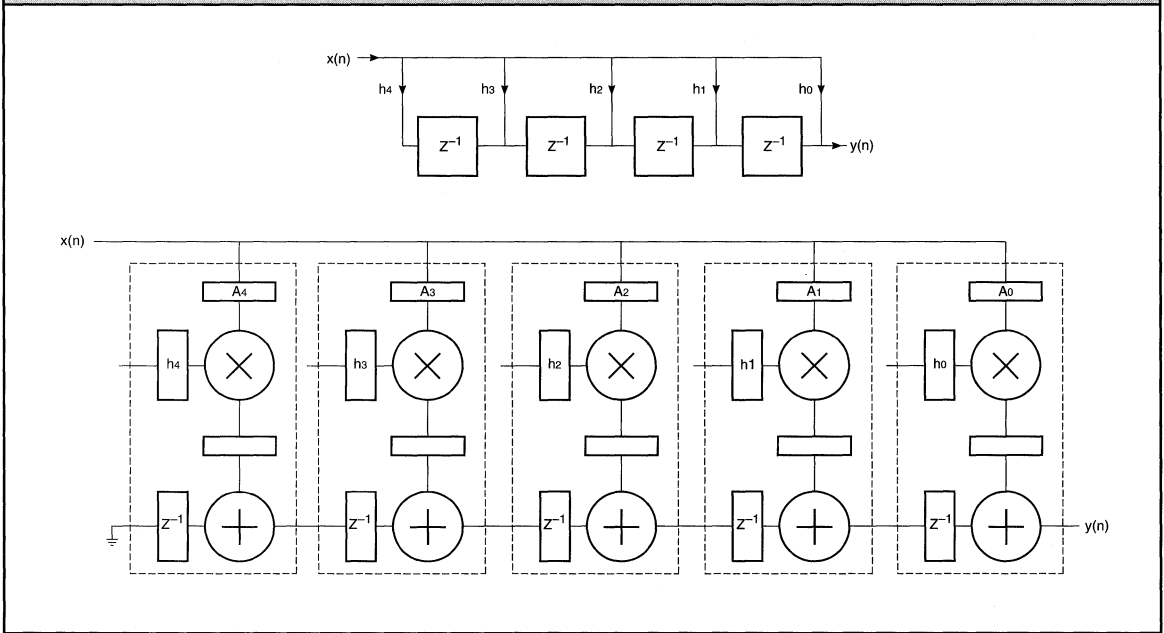 x(n)
h4 h3 h2 h1 h0
z⁻¹ z⁻¹ z⁻¹ z⁻¹ y(n)
x(n)
A4 A3 A2 A1 A0
h4 h3 h2 h1 h0
z⁻¹ z⁻¹ z⁻¹ z⁻¹ z⁻¹ y(n)